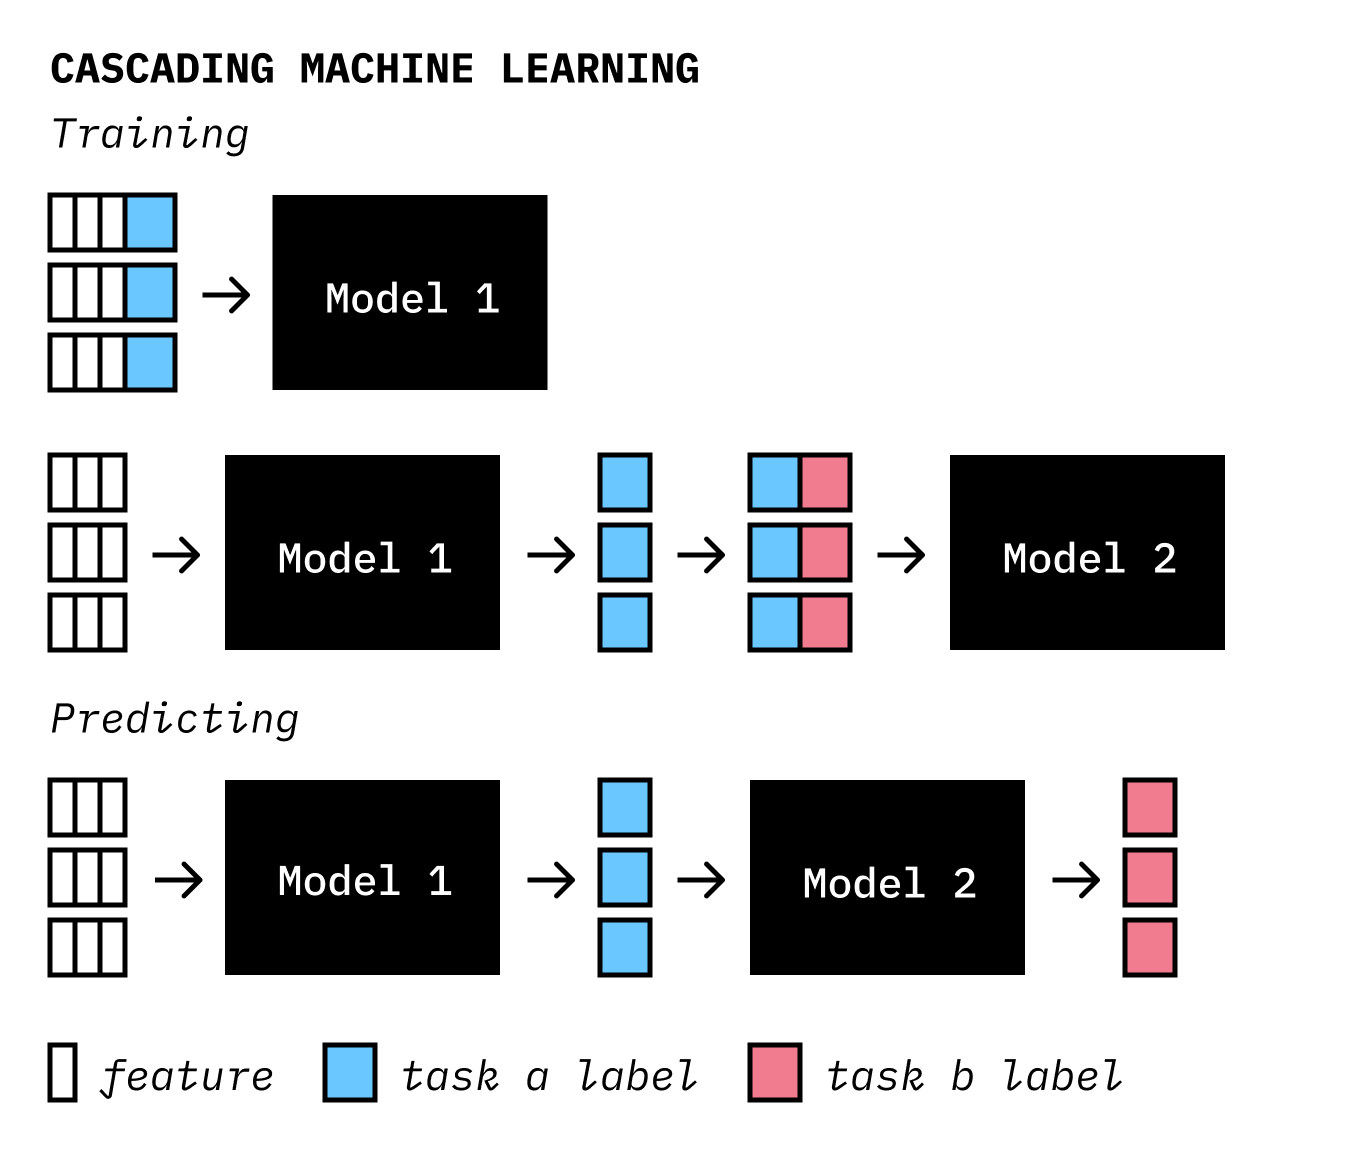 CASCADING MACHINE LEARNING
Training
Model 1
Model 1 Model 2
Predicting
Model 1 Model 2
feature task a label task b label